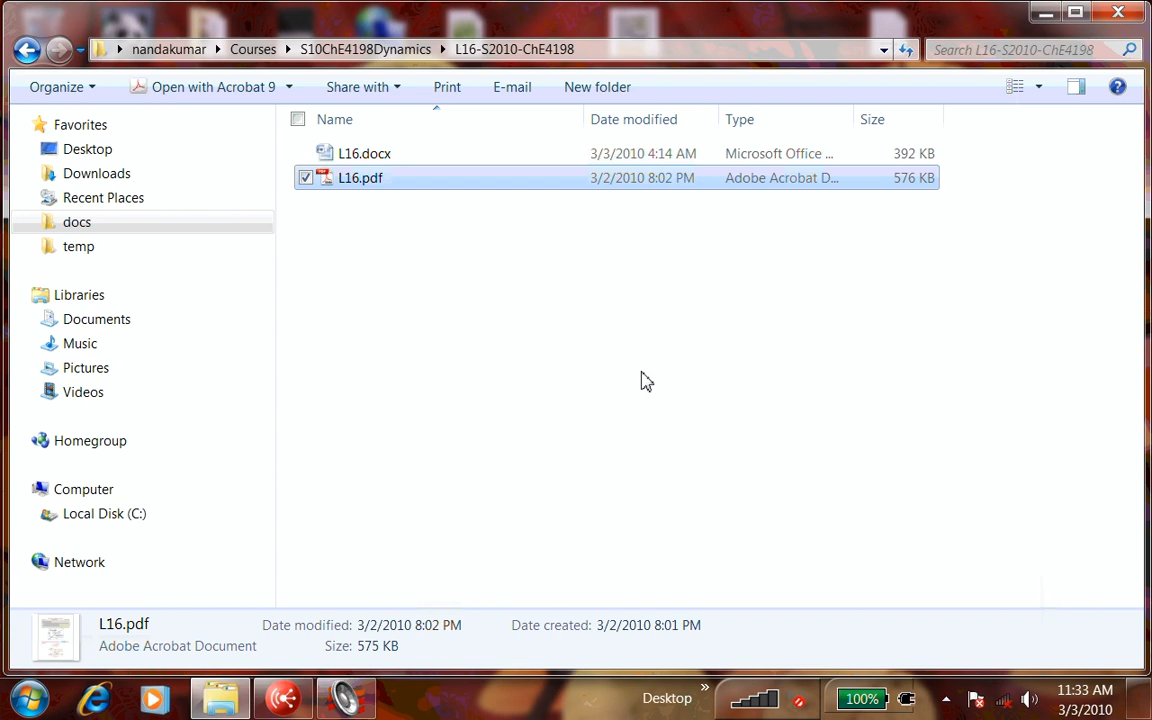 nandakumar Courses S10ChE4198Dynamics L16-S2010-ChE4198
Search L16-S2010-ChE4198
Organize Open with Adobe Acrobat 9 Share with Print E-mail New folder
Name Date modified Type Size
L16.docx 3/3/2010 4:14 AM Microsoft Office ... 392 KB
L16.pdf 3/2/2010 8:02 PM Adobe Acrobat D... 576 KB
Favorites
Desktop
Downloads
Recent Places
docs
temp
Libraries
Documents
Music
Pictures
Videos
Homegroup
Computer
Local Disk (C:)
Network
L16.pdf Date modified: 3/2/2010 8:02 PM Date created: 3/2/2010 8:01 PM
Adobe Acrobat Document Size: 575 KB
Desktop »
100%
11:33 AM
3/3/2010